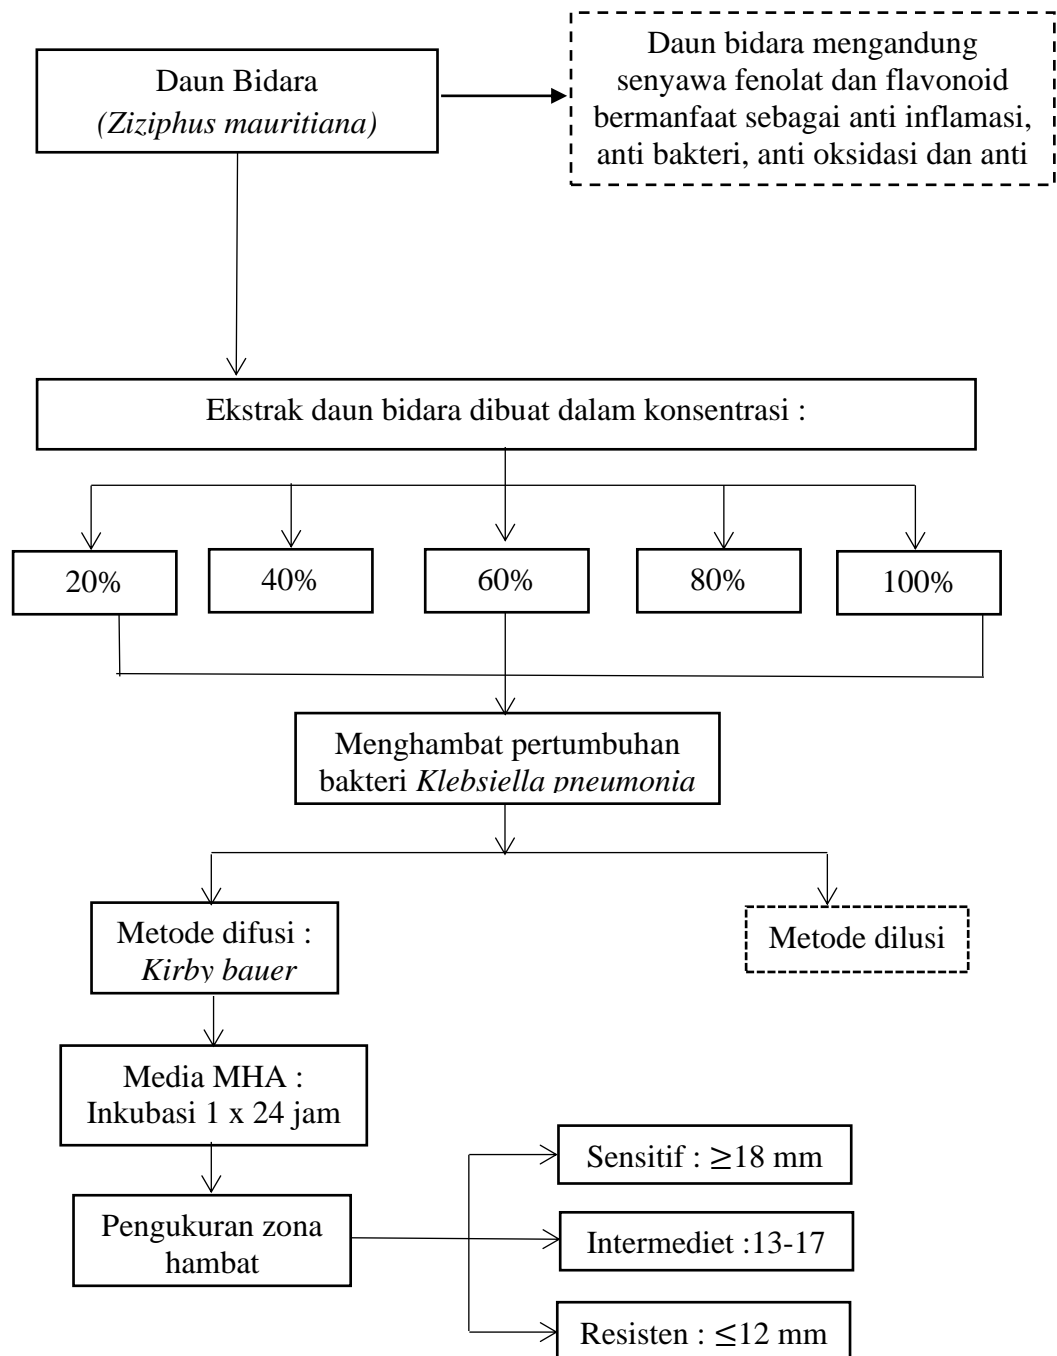 Daun Bidara
(Ziziphus mauritiana)
Daun bidara mengandung
senyawa fenolat dan flavonoid
bermanfaat sebagai anti inflamasi,
anti bakteri, anti oksidasi dan anti
Ekstrak daun bidara dibuat dalam konsentrasi :
20%
40%
60%
80%
100%
Menghambat pertumbuhan
bakteri Klebsiella pneumonia
Metode difusi :
Kirby bauer
Metode dilusi
Media MHA :
Inkubasi 1 x 24 jam
Pengukuran zona
hambat
Sensitif : ≥18 mm
Intermediet :13-17
Resisten : ≤12 mm